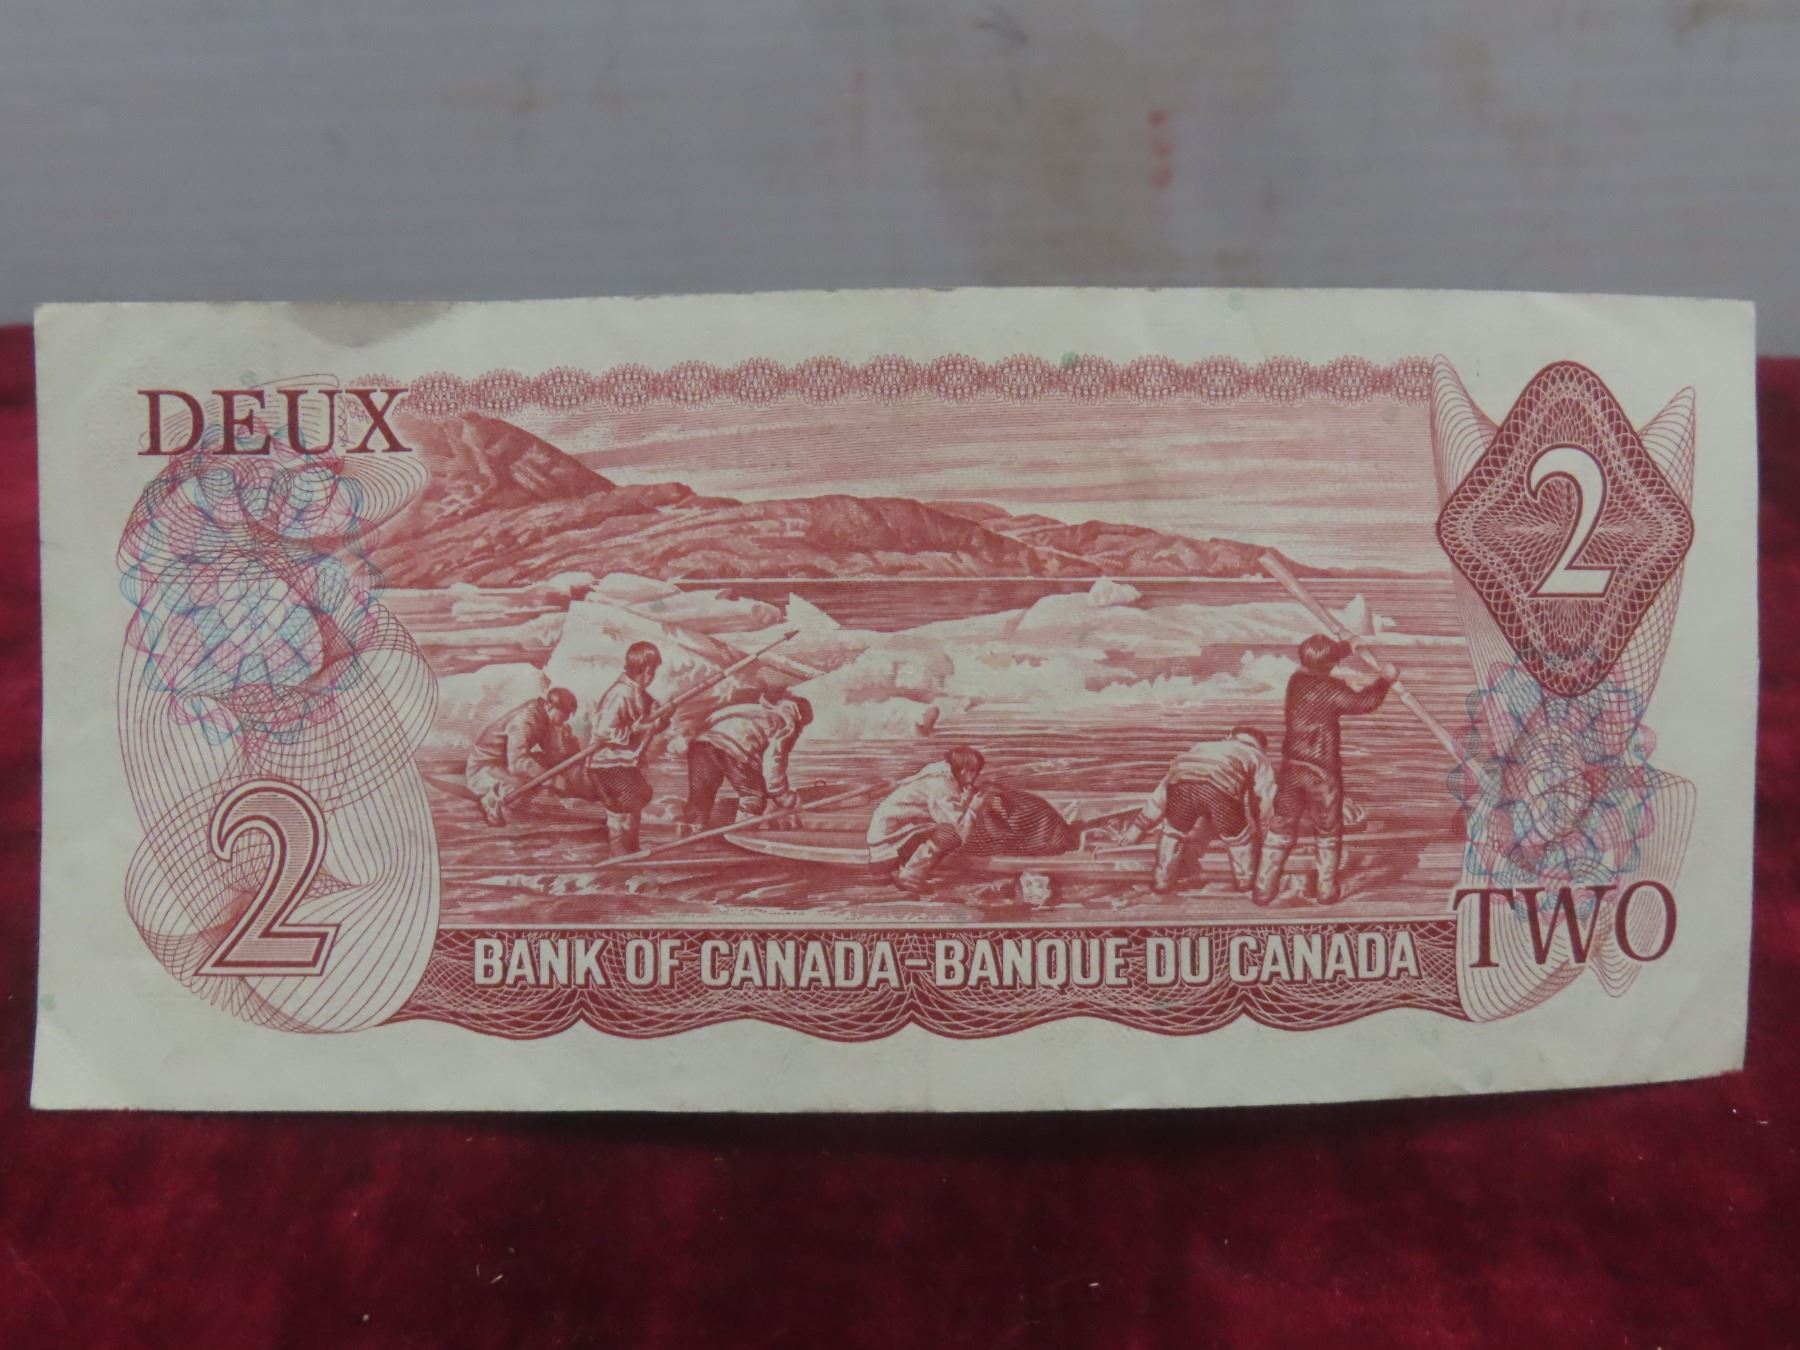 DEUX
2
2
BANK OF CANADA–BANQUE DU CANADA
TWO